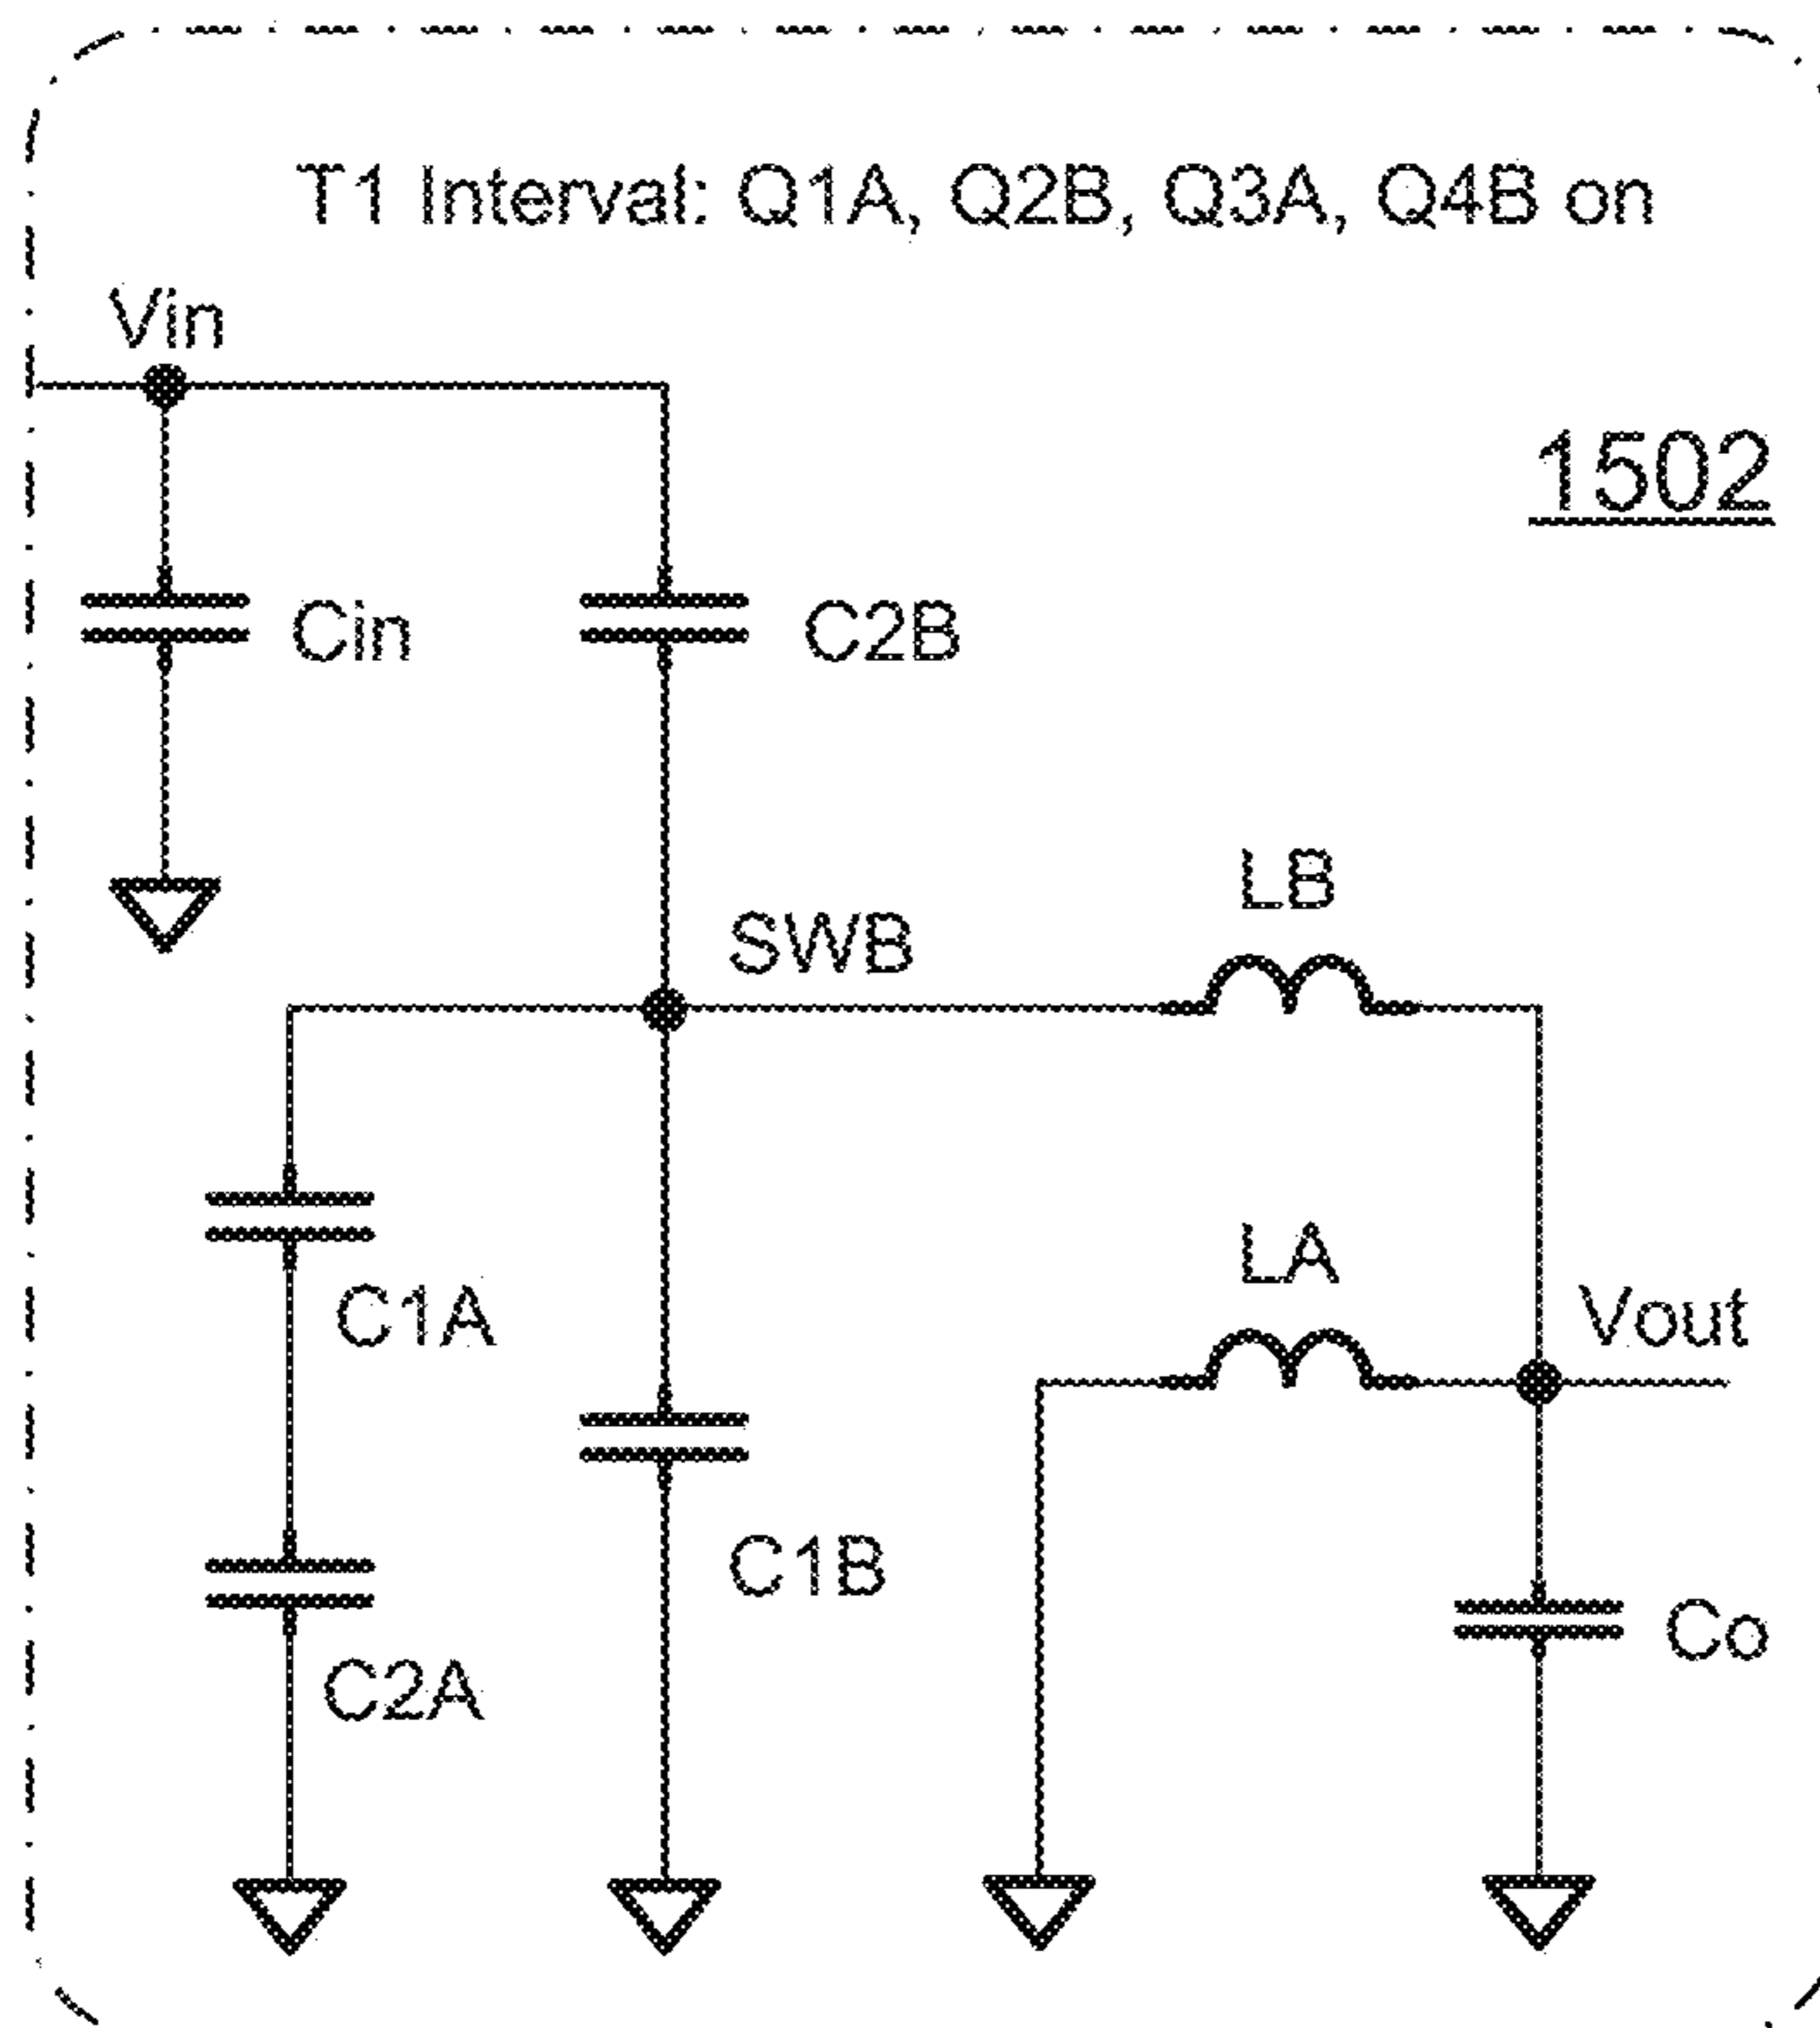 T1 Interval: Q1A, Q2B, Q3A, Q4B on
Vin
1502
Cin
C2B
LB
SWB
LA
C1A
Vout
C1B
Co
C2A